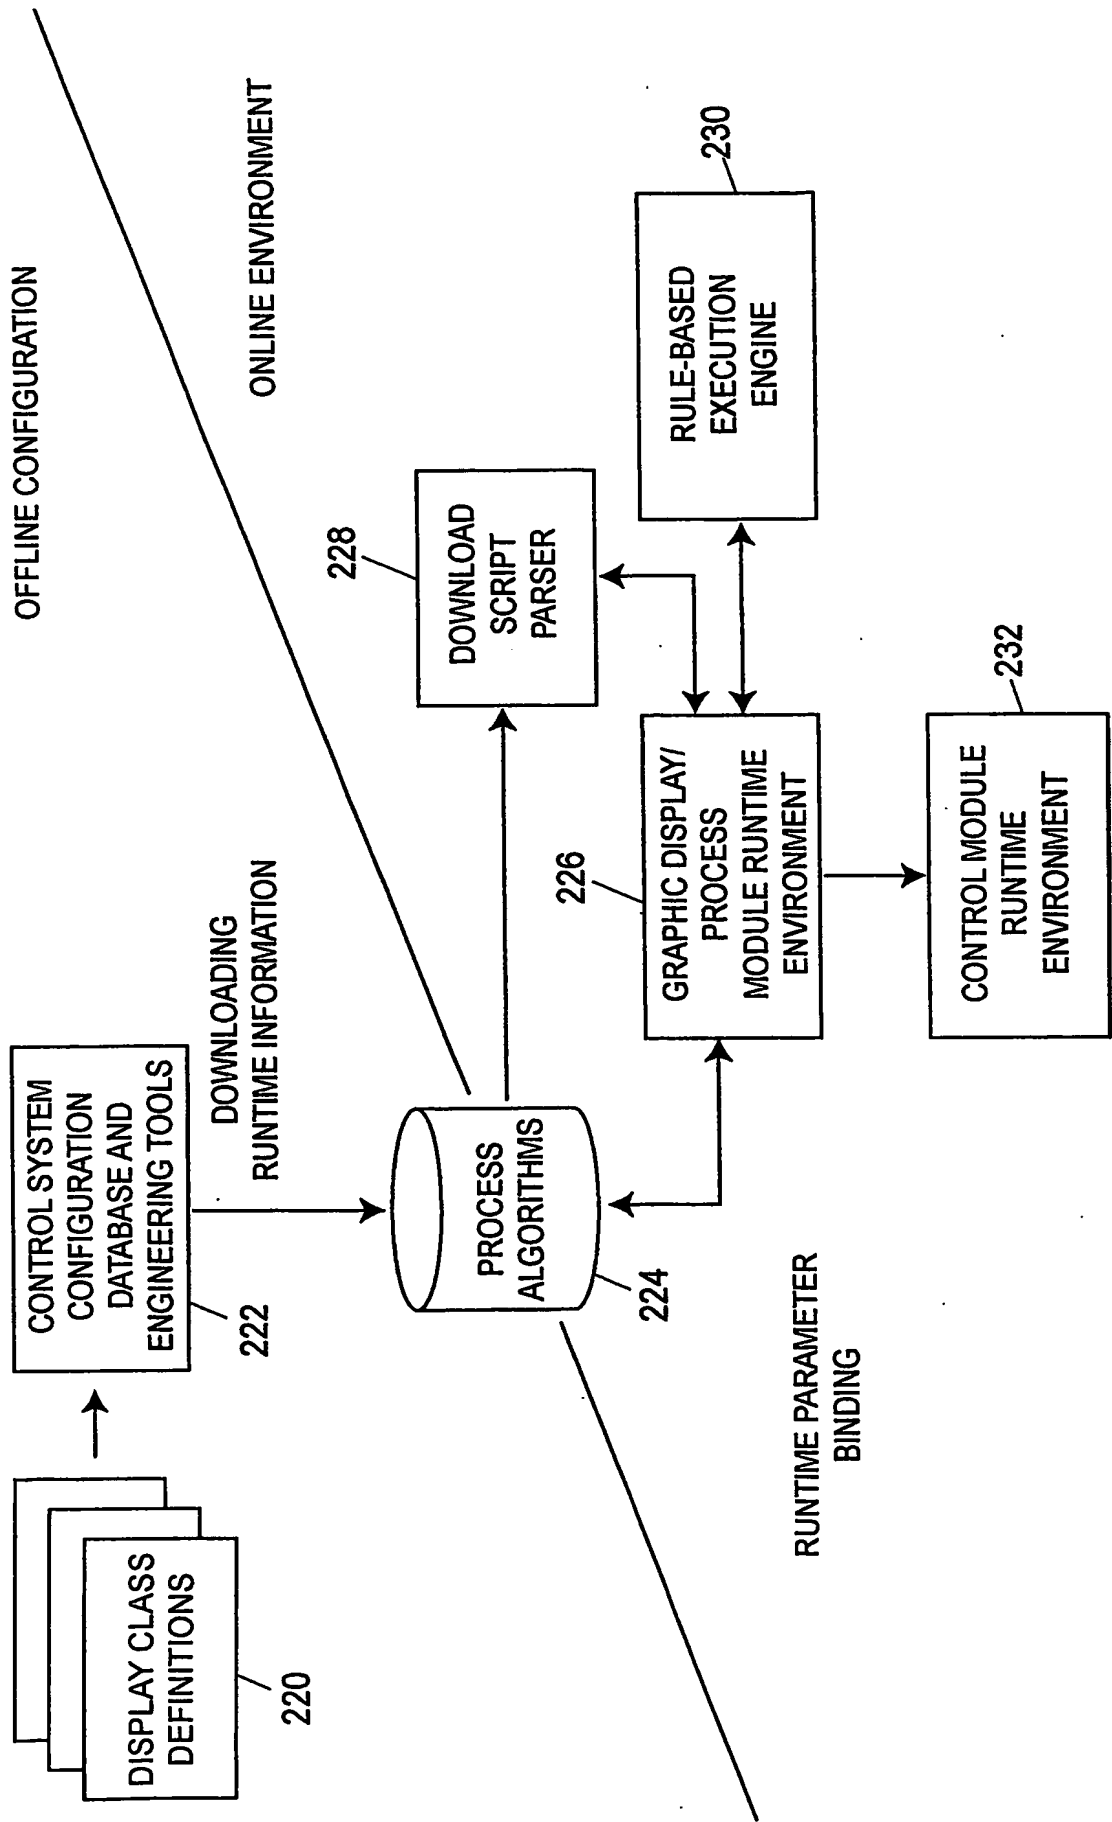 OFFLINE CONFIGURATION
CONTROL SYSTEM
CONFIGURATION
DATABASE AND
ENGINEERING TOOLS
222
DISPLAY CLASS
DEFINITIONS
220
DOWNLOADING
RUNTIME INFORMATION
ONLINE ENVIRONMENT
PROCESS
ALGORITHMS
224
228
DOWNLOAD
SCRIPT
PARSER
226
GRAPHIC DISPLAY/
PROCESS
MODULE RUNTIME
ENVIRONMENT
230
RULE-BASED
EXECUTION
ENGINE
RUNTIME PARAMETER
BINDING
232
CONTROL MODULE
RUNTIME
ENVIRONMENT